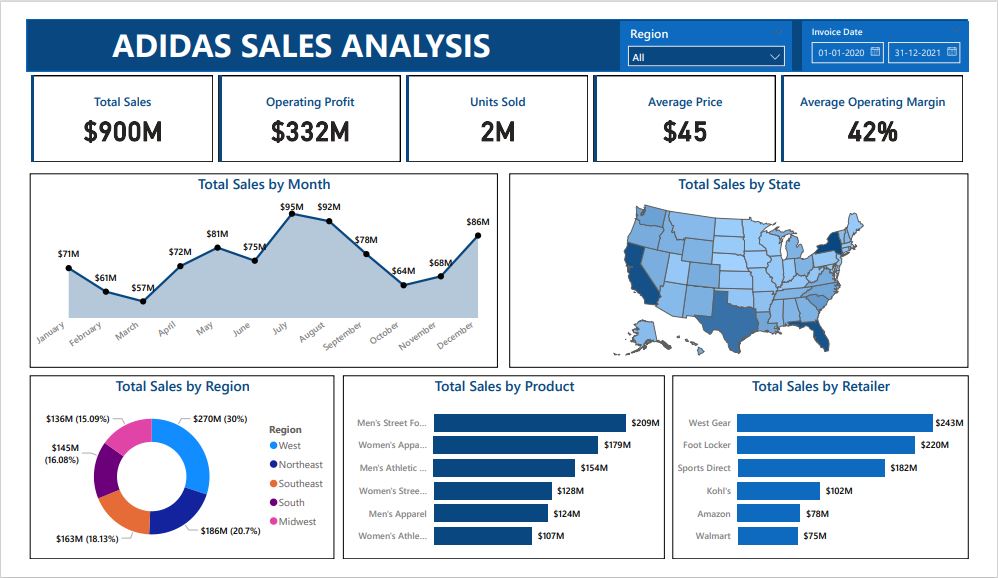 ADIDAS SALES ANALYSIS
Region
All
Invoice Date
01-01-2020
31-12-2021
Total Sales
$900M
Operating Profit
$332M
Units Sold
2M
Average Price
$45
Average Operating Margin
42%
Total Sales by Month
$71M
$61M
$57M
$72M
$81M
$75M
$95M
$92M
$78M
$64M
$68M
$86M
January
February
March
April
May
June
July
August
September
October
November
December
Total Sales by State
Total Sales by Region
$136M (15.09%)
$270M (30%)
$145M
(16.08%)
$163M (18.13%)
$186M (20.7%)
Region
West
Northeast
Southeast
South
Midwest
Total Sales by Product
Men's Street Fo... $209M
Women's Appa... $179M
Men's Athletic ... $154M
Women's Stree... $128M
Men's Apparel $124M
Women's Athle... $107M
Total Sales by Retailer
West Gear $243M
Foot Locker $220M
Sports Direct $182M
Kohl's $102M
Amazon $78M
Walmart $75M